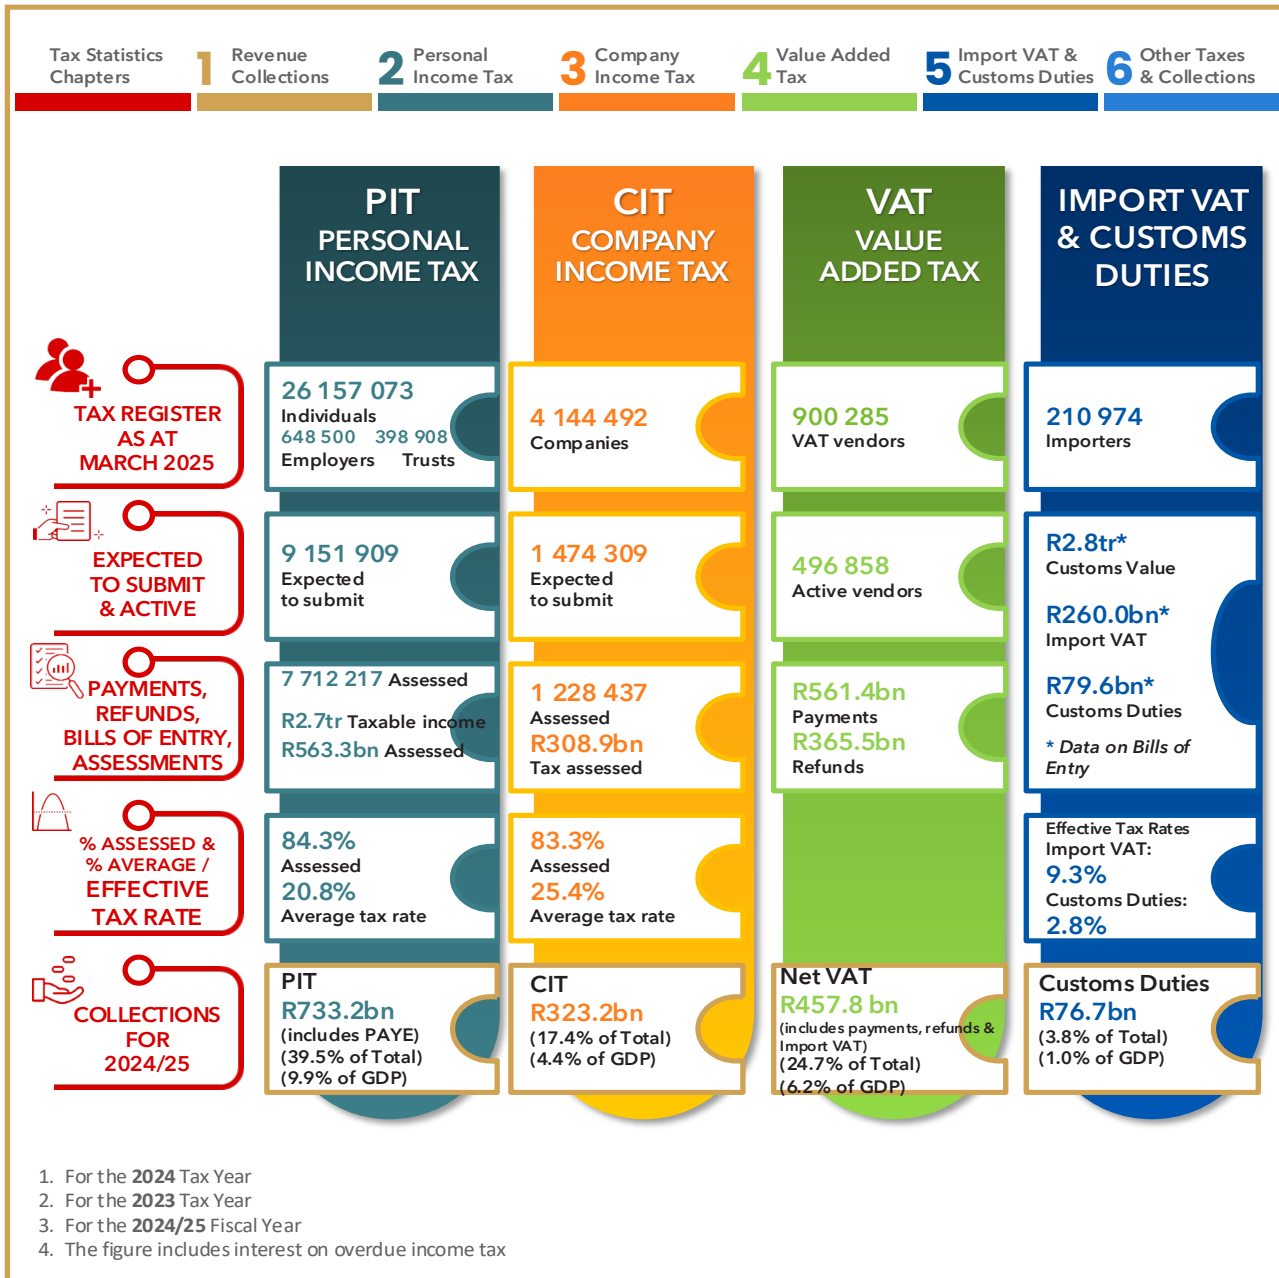 Tax Statistics
Chapters
1 Revenue
Collections
2 Personal
Income Tax
3 Company
Income Tax
4 Value Added
Tax
5 Import VAT &
Customs Duties
6 Other Taxes
& Collections
PIT
PERSONAL
INCOME TAX
CIT
COMPANY
INCOME TAX
VAT
VALUE
ADDED TAX
IMPORT VAT
& CUSTOMS
DUTIES
TAX REGISTER
AS AT
MARCH 2025
26 157 073
Individuals
648 500 398 908
Employers Trusts
4 144 492
Companies
900 285
VAT vendors
210 974
Importers
EXPECTED
TO SUBMIT
& ACTIVE
9 151 909
Expected
to submit
1 474 309
Expected
to submit
496 858
Active vendors
R2.8tr*
Customs Value
R260.0bn*
Import VAT
R79.6bn*
Customs Duties
* Data on Bills of
Entry
PAYMENTS,
REFUNDS,
BILLS OF ENTRY,
ASSESSMENTS
7 712 217 Assessed
R2.7tr Taxable income
R563.3bn Assessed
1 228 437
Assessed
R308.9bn
Tax assessed
R561.4bn
Payments
R365.5bn
Refunds
% ASSESSED &
% AVERAGE /
EFFECTIVE
TAX RATE
84.3%
Assessed
20.8%
Average tax rate
83.3%
Assessed
25.4%
Average tax rate
Effective Tax Rates
Import VAT:
9.3%
Customs Duties:
2.8%
COLLECTIONS
FOR
2024/25
PIT
R733.2bn
(includes PAYE)
(39.5% of Total)
(9.9% of GDP)
CIT
R323.2bn
(17.4% of Total)
(4.4% of GDP)
Net VAT
R457.8 bn
(includes payments, refunds &
Import VAT)
(24.7% of Total)
(6.2% of GDP)
Customs Duties
R76.7bn
(3.8% of Total)
(1.0% of GDP)
1. For the 2024 Tax Year
2. For the 2023 Tax Year
3. For the 2024/25 Fiscal Year
4. The figure includes interest on overdue income tax